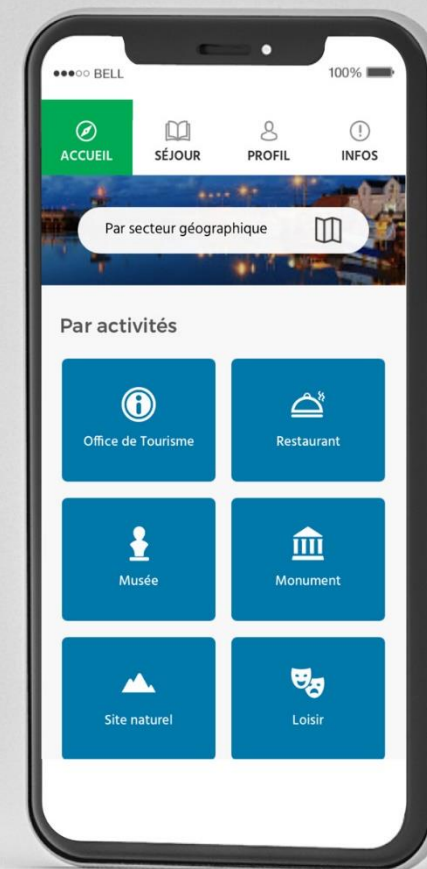 BELL
100%
ACCUEIL
SÉJOUR
PROFIL
INFOS
Par secteur géographique
Par activités
Office de Tourisme
Restaurant
Musée
Monument
Site naturel
Loisir